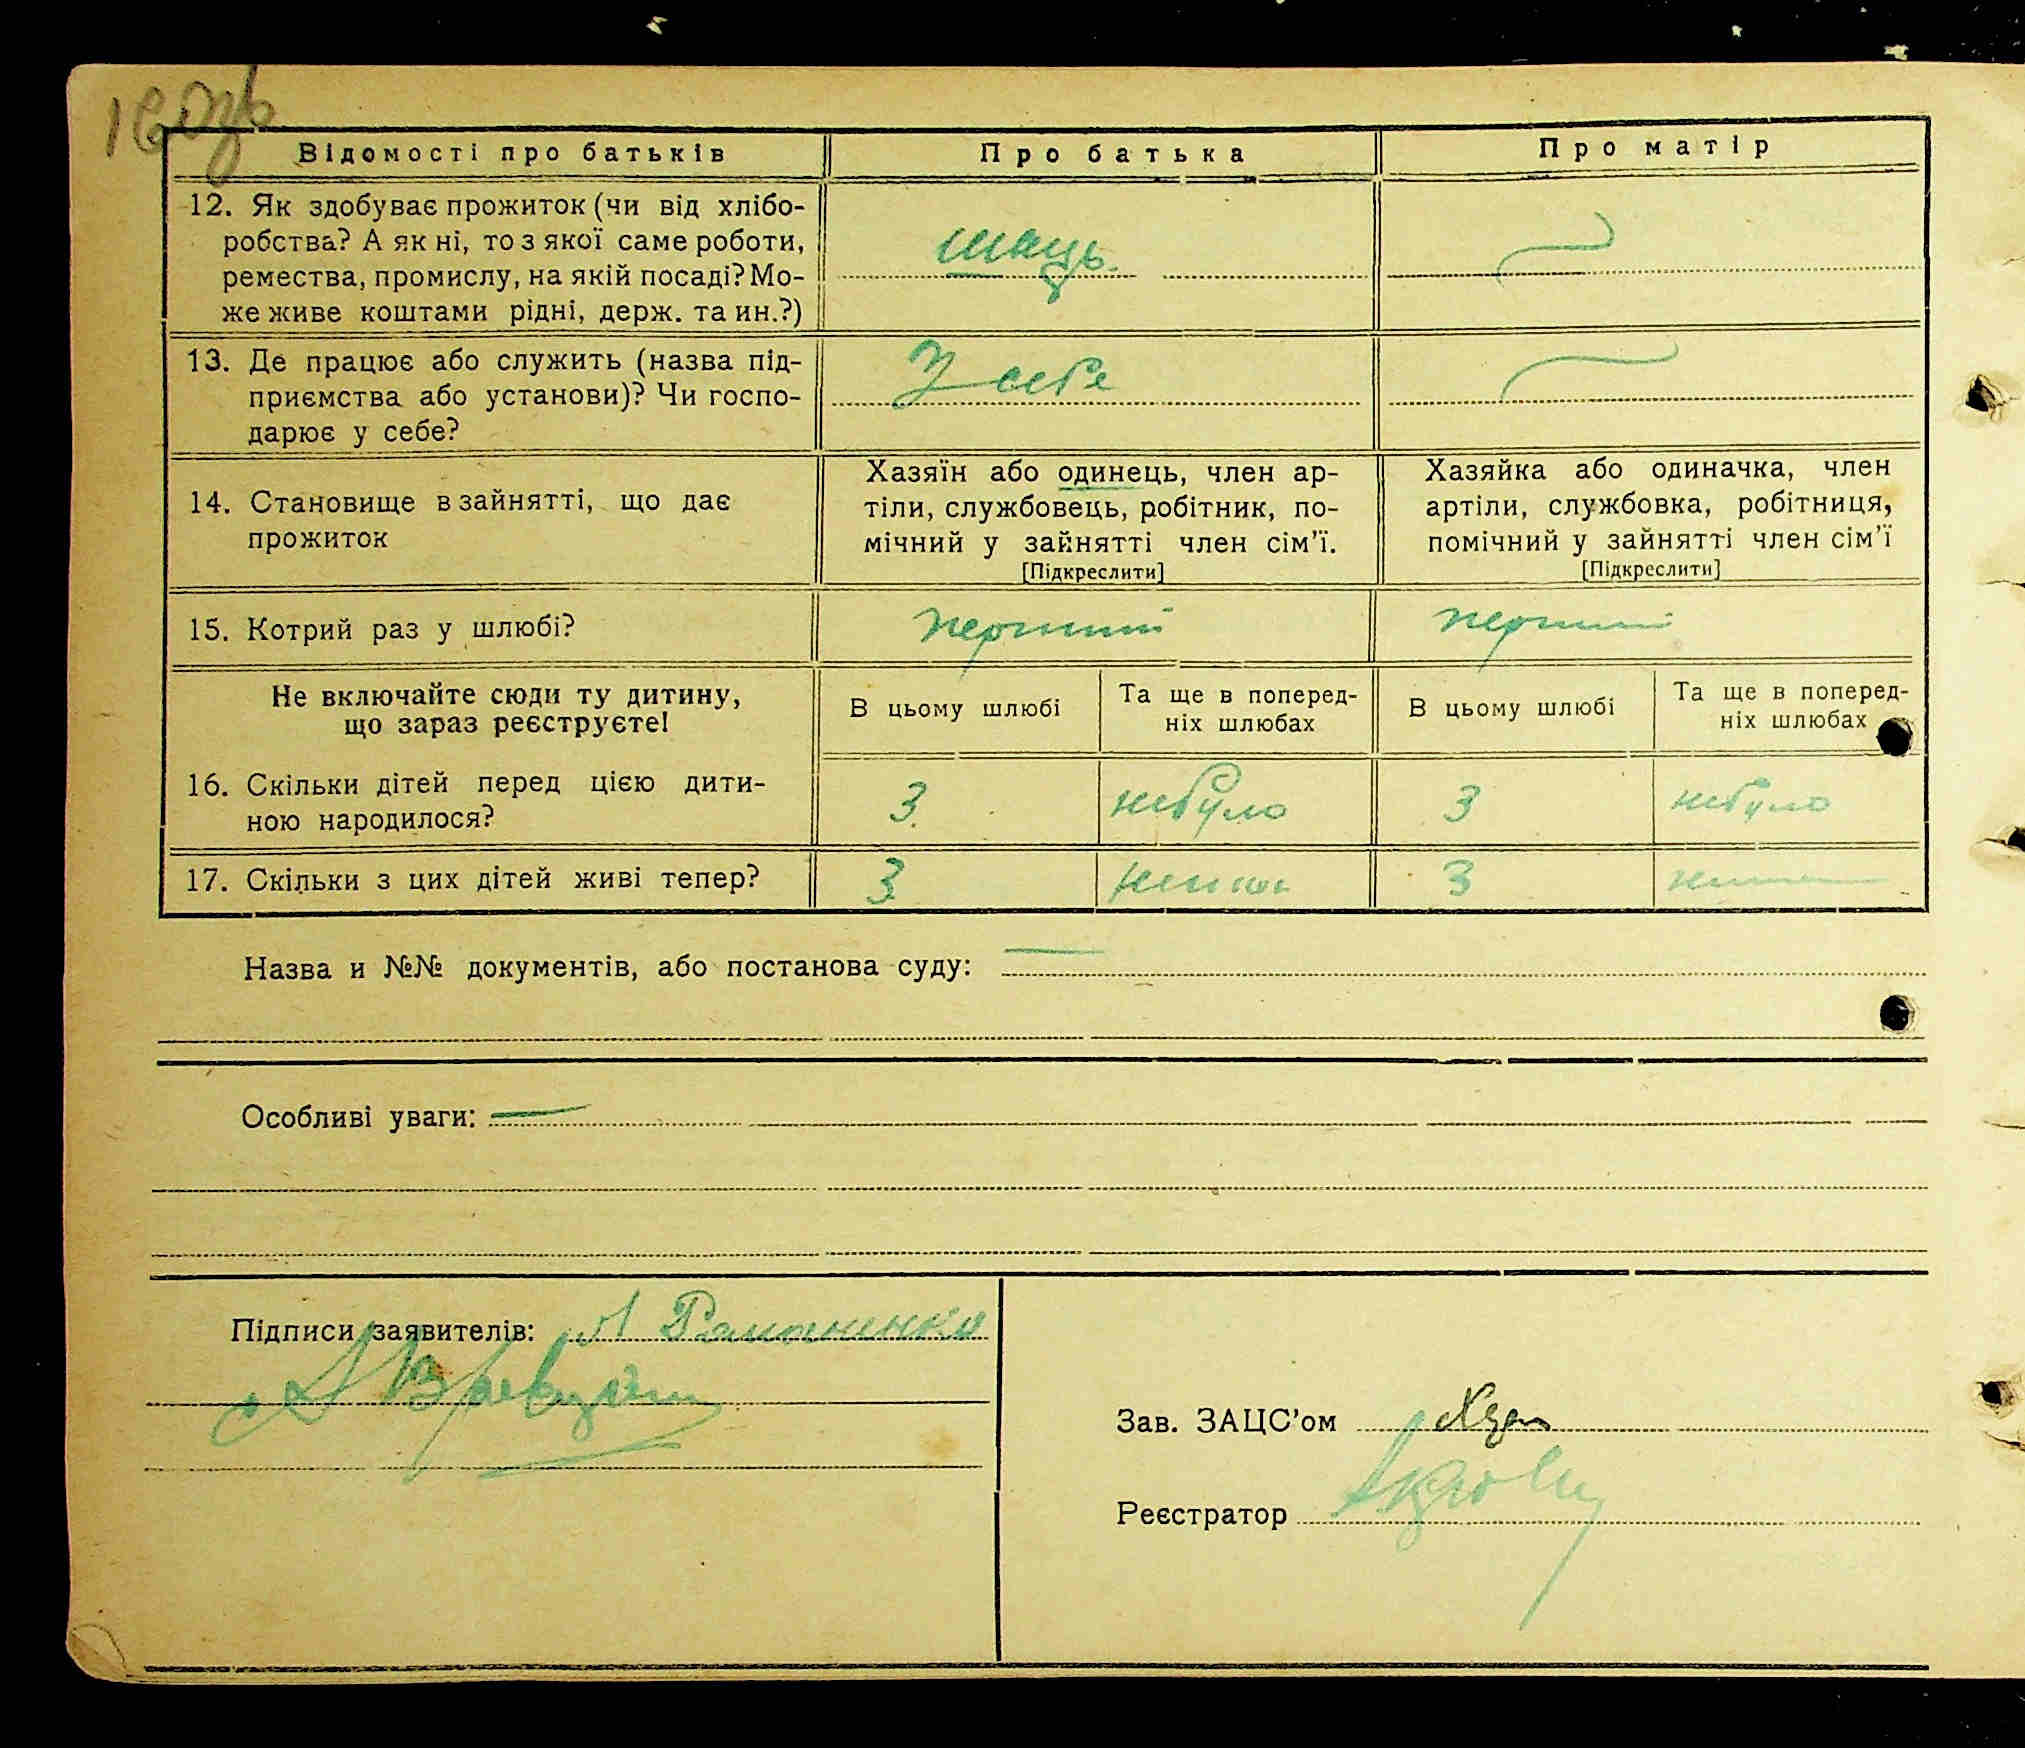 Відомості про батьків Про батька Про матір
12. Як здобуває прожиток (чи від хлібо-
робства? А як ні, то з якої саме роботи,
ремества, промислу, на якій посаді? Мо-
же живе коштами рідні, держ. та ин.?)
швець.
13. Де працює або служить (назва під-
приємства або установи)? Чи госпо-
дарює у себе?
У себе
14. Становище в зайнятті, що дає
прожиток
Хазяїн або одинець, член ар-
тіли, службовець, робітник, по-
мічний у зайнятті член сім'ї.
[Підкреслити]
Хазяйка або одиначка, член
артіли, службовка, робітниця,
помічний у зайнятті член сім'ї
[Підкреслити]
15. Котрий раз у шлюбі? перший перший
Не включайте сюди ту дитину,
що зараз реєструєте!
В цьому шлюбі
Та ще в поперед-
ніх шлюбах
В цьому шлюбі
Та ще в поперед-
ніх шлюбах
16. Скільки дітей перед цією дити-
ною народилося?
3 небуло 3 небуло
17. Скільки з цих дітей живі тепер? 3 3
Назва и №№ документів, або постанова суду:
Особливі уваги:
Підписи заявителів: А Романенко
Зав. ЗАЦС'ом
Реєстратор